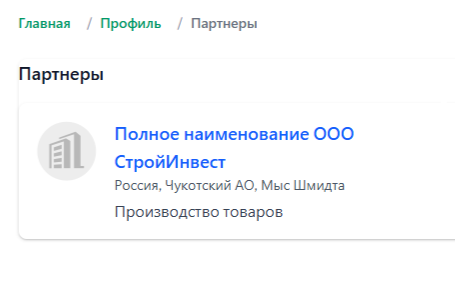 Главная / Профиль / Партнеры
Партнеры
Полное наименование ООО
СтройИнвест
Россия, Чукотский АО, Мыс Шмидта
Производство товаров